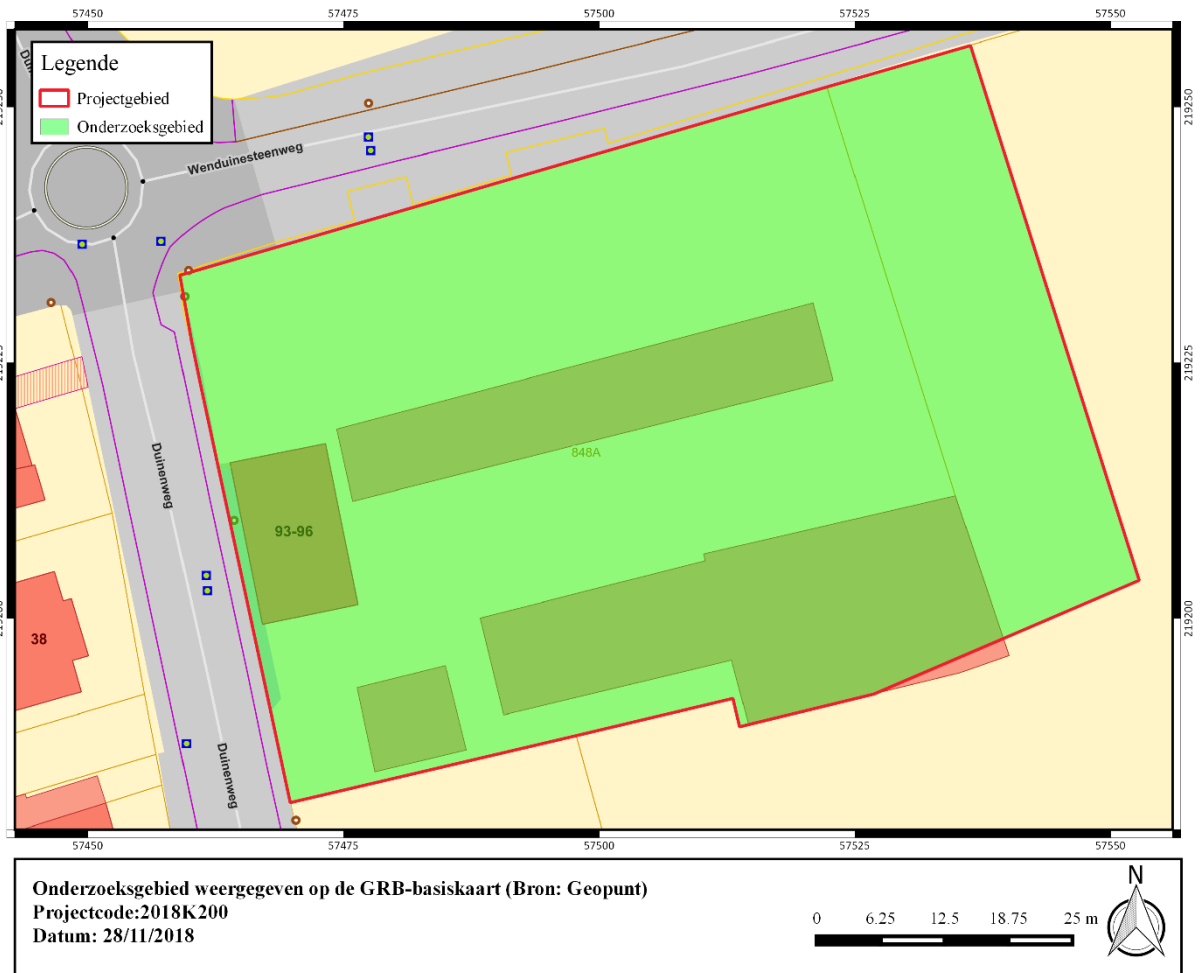 57450 57475 57500 57525 57550
Legende
Projectgebied
Onderzoeksgebied
Wenduinesteenweg
219250 219250
219225
848A
Duinenweg
93-96
38
219200
Duinenweg
57450 57475 57500 57525 57550
Onderzoeksgebied weergegeven op de GRB-basiskaart (Bron: Geopunt)
Projectcode:2018K200
Datum: 28/11/2018
0 6.25 12.5 18.75 25 m
N